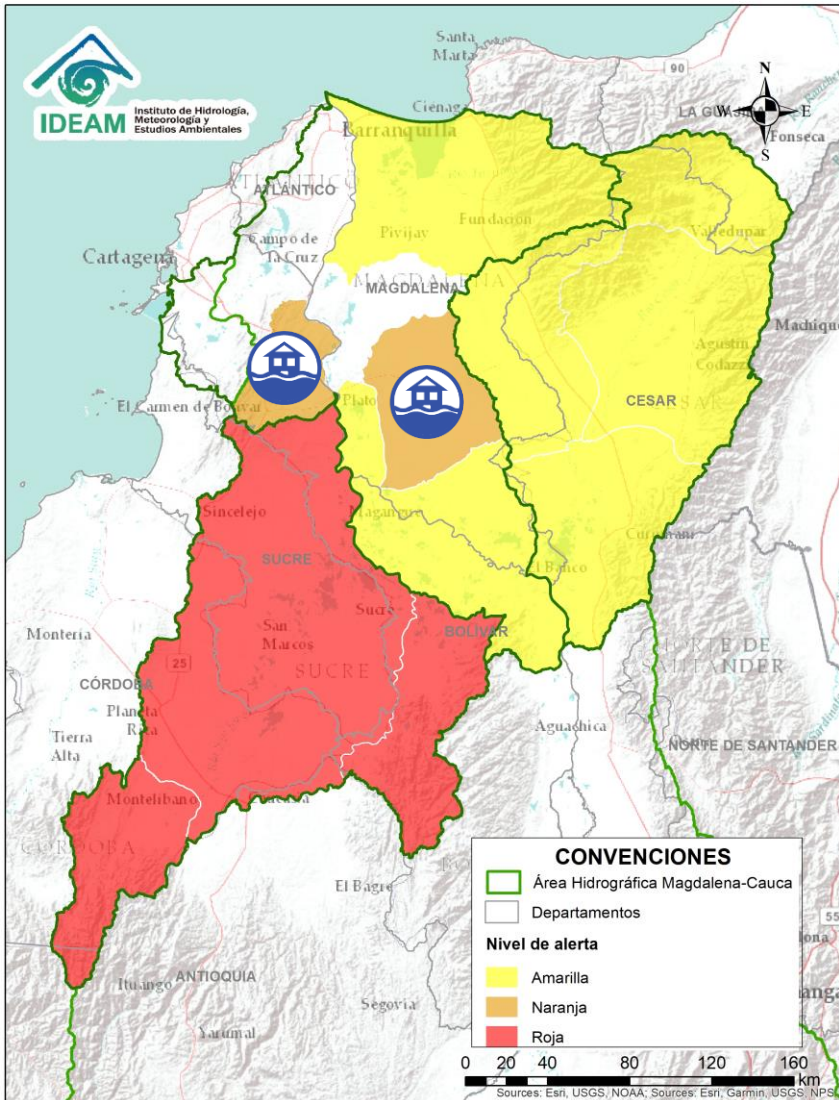 IDEAM
Instituto de Hidrología,
Meteorología y
Estudios Ambientales
Santa
Marta
90
N
W
E
S
Ciénaga
LA GUAJI
Fonseca
Barranquilla
ATLÁNTICO
Pivijay
Fundación
Valledupar
Campo de
la Cruz
Cartagena
MAGDALENA
Machique
Agustín
Codazzi
El Carmen de Bolívar
Plato
CESAR
Sincelejo
Magangué
Curumaní
SUCRE
El Banco
Sucre
Montería
San
Marcos
BOLÍVAR
NORTE DE
SANTANDER
25
SUCRE
CÓRDOBA
Planeta
Rica
Aguachica
Tierra
Alta
NORTE DE SANTANDER
Montelíbano
CÓRDOBA
El Bagre
Ituango
ANTIOQUIA
Segovia
Yarumal
CONVENCIONES
Área Hidrográfica Magdalena-Cauca
Departamentos
55
Nivel de alerta
Amarilla
Naranja
Roja
0 20 40 80 120 160
km
Sources: Esri, USGS, NOAA; Sources: Esri, Garmin, USGS, NPS